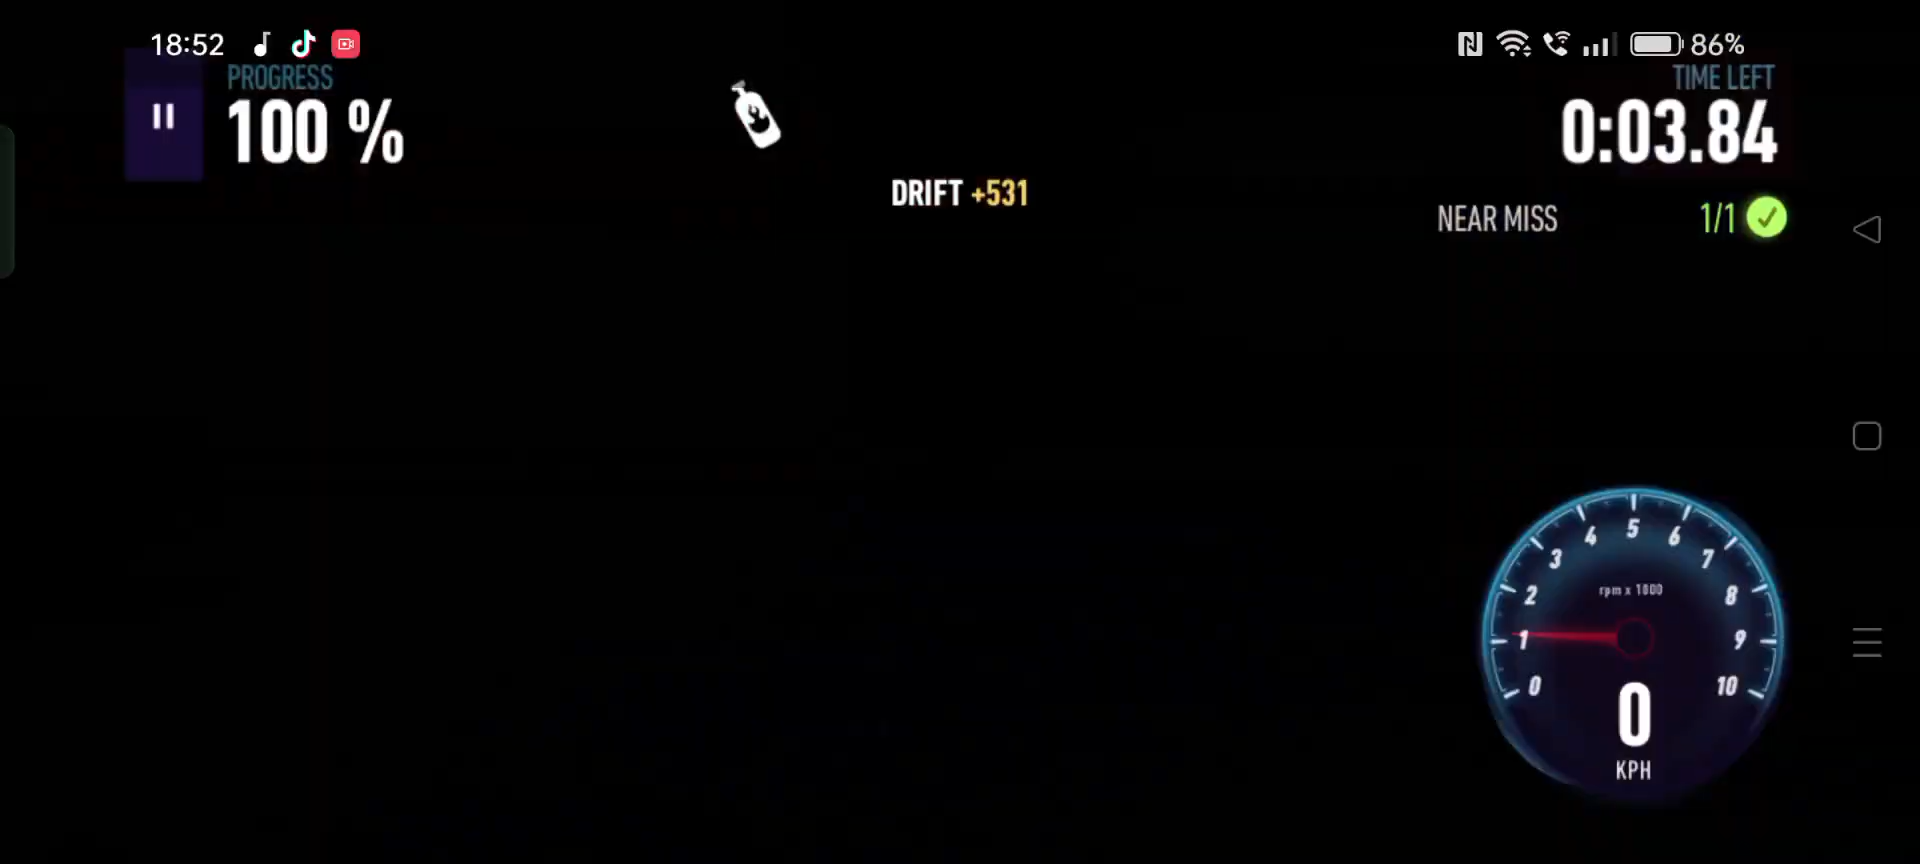 18:52 86%
PROGRESS
100 %
TIME LEFT
0:03.84
DRIFT +531
NEAR MISS 1/1
0 1 2 3 4 5 6 7 8 9 10
rpm x 1000
0
KPH